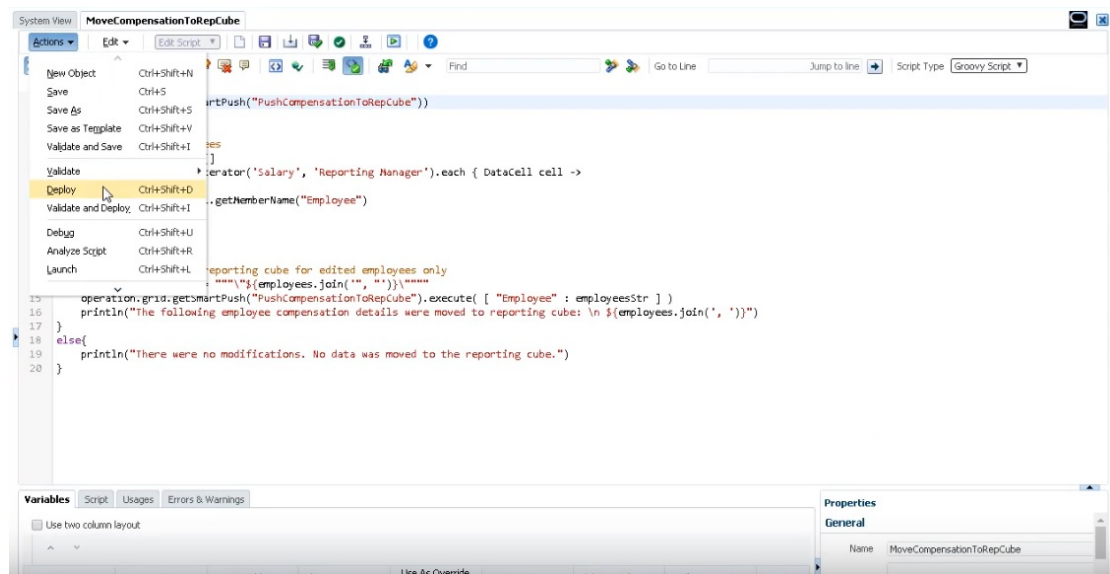 System View MoveCompensationToRepCube
Actions Edit Edit Script
Find Go to Line Jump to line Script Type Groovy Script
New Object Ctrl+Shift+N
Save Ctrl+S
Save As Ctrl+Shift+S
rtPush("PushCompensationToRepCube"))
Save as Template Ctrl+Shift+V
Validate and Save Ctrl+Shift+I
ees
[]
Validate
erator('Salary', 'Reporting Manager').each { DataCell cell ->
Deploy Ctrl+Shift+D
.getMemberName("Employee")
Validate and Deploy Ctrl+Shift+I
Debug Ctrl+Shift+U
Analyze Script Ctrl+Shift+R
Launch Ctrl+Shift+L
reporting cube for edited employees only
= """\"${employees.join('", "')}\""""
15 operation.grid.getSmartPush("PushCompensationToRepCube").execute( [ "Employee" : employeesStr ] )
16 println("The following employee compensation details were moved to reporting cube: \n ${employees.join(', ')}")
17 }
18 else{
19 println("There were no modifications. No data was moved to the reporting cube.")
20 }
Variables Script Usages Errors & Warnings
Properties
Use two column layout
General
Name MoveCompensationToRepCube
Use As Override